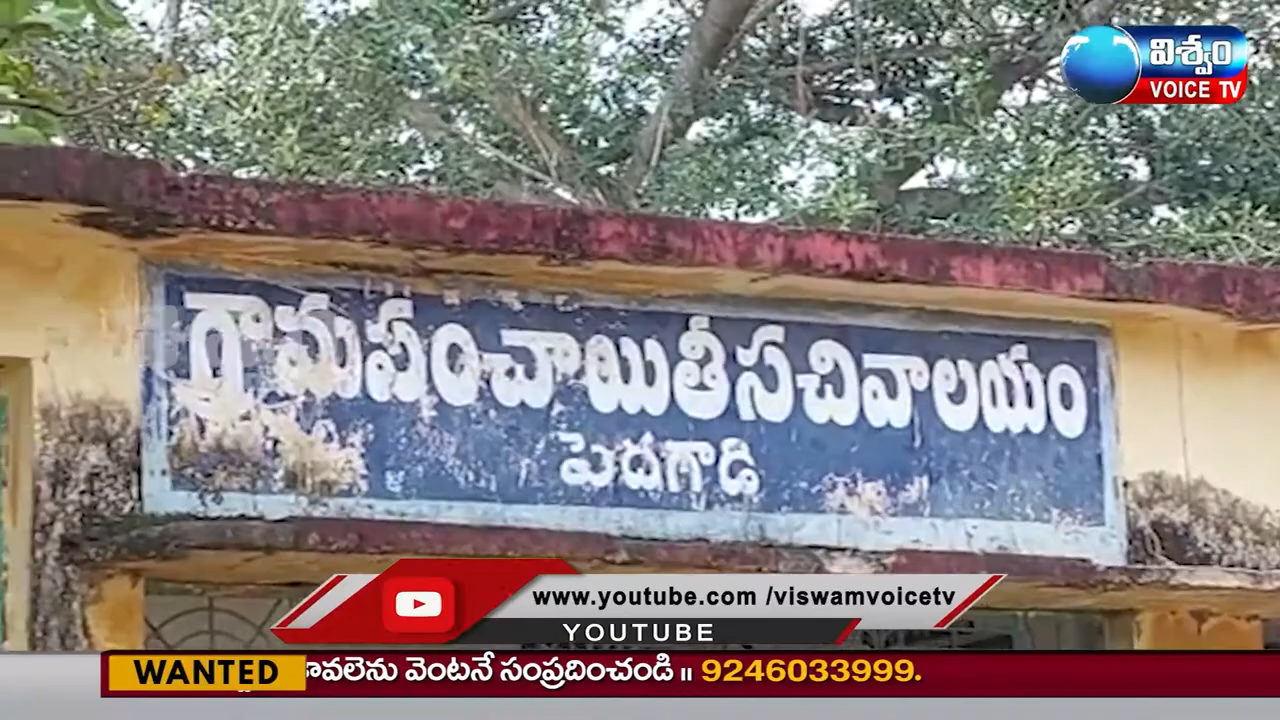 విశ్వం
VOICE TV
గ్రామపంచాయితీ సచివాలయం
పెదగాడి
www.youtube.com /viswamvoicetv
YOUTUBE
WANTED కావలెను వెంటనే సంప్రదించండి ॥ 9246033999.